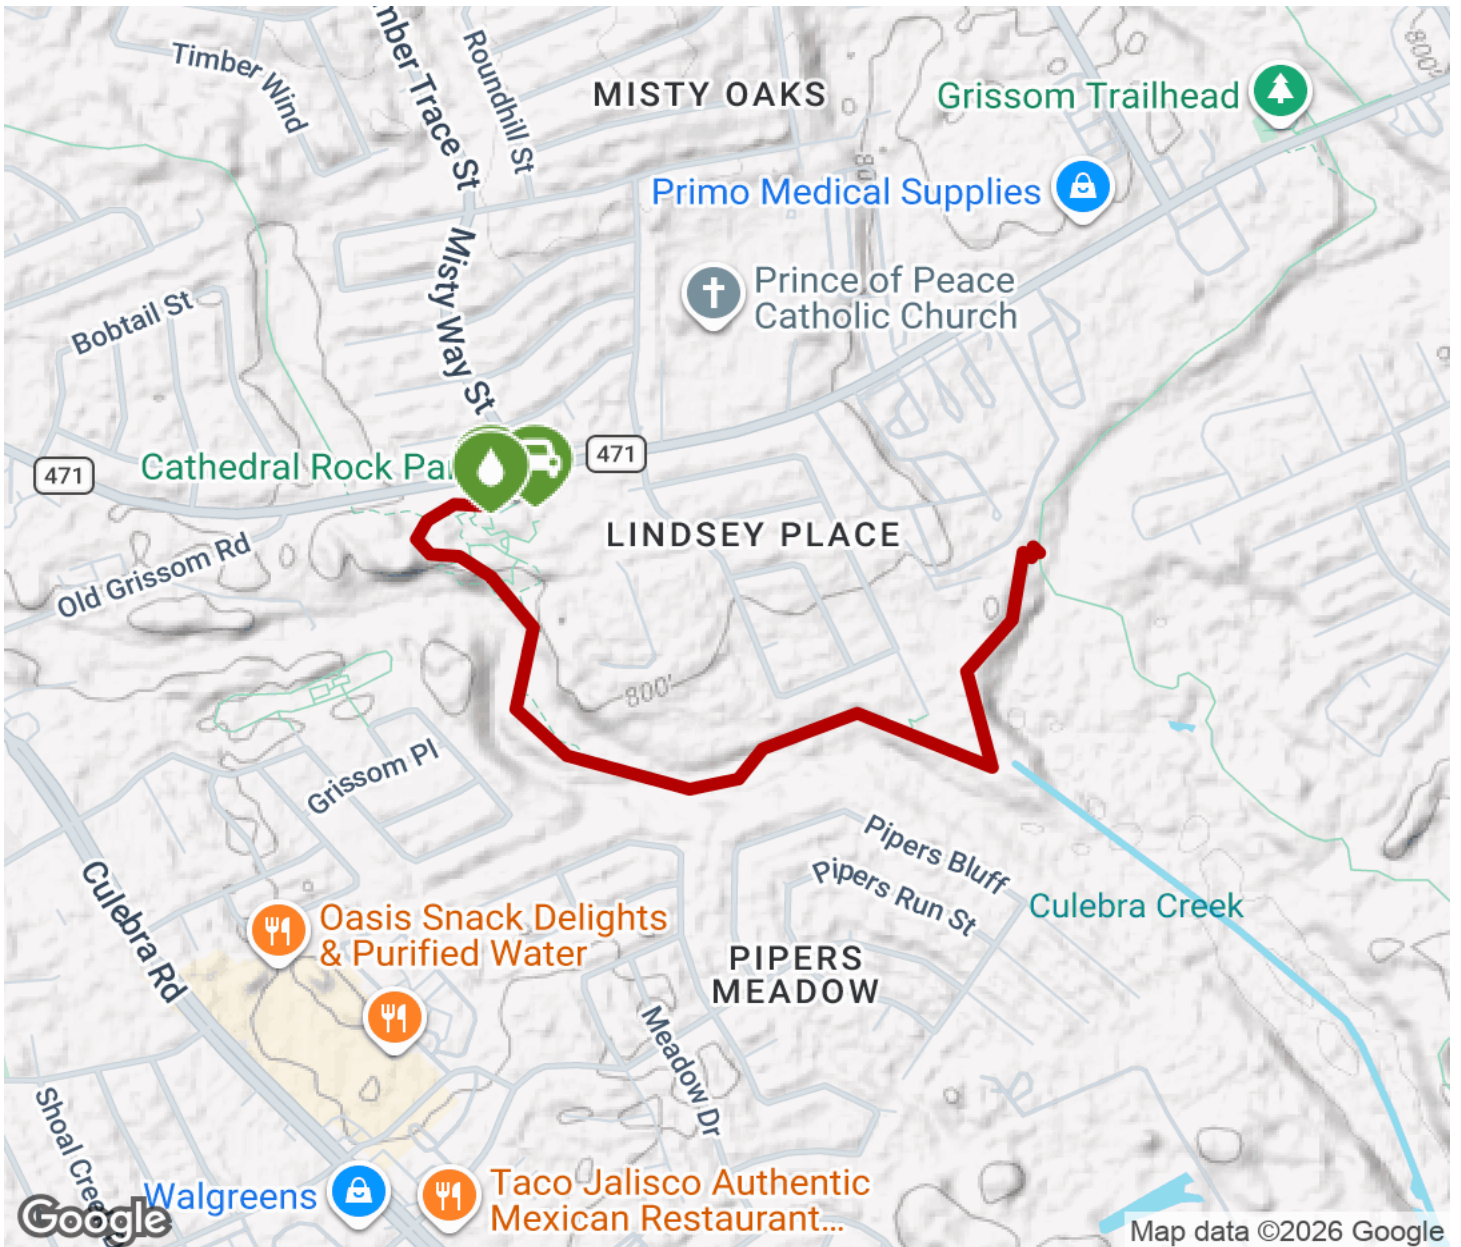 Timber Wind
mber Trace St
Roundhill St
MISTY OAKS
Grissom Trailhead
800'
Primo Medical Supplies
Misty Way St
Prince of Peace
Catholic Church
Bobtail St
471
Cathedral Rock Pa
471
LINDSEY PLACE
Old Grissom Rd
800'
Grissom Pl
Culebra Rd
Pipers Bluff
Pipers Run St
Culebra Creek
Oasis Snack Delights
& Purified Water
PIPERS
MEADOW
Meadow Dr
Shoal Cree
Walgreens
Taco Jalisco Authentic
Mexican Restaurant...
Google
Map data ©2026 Google